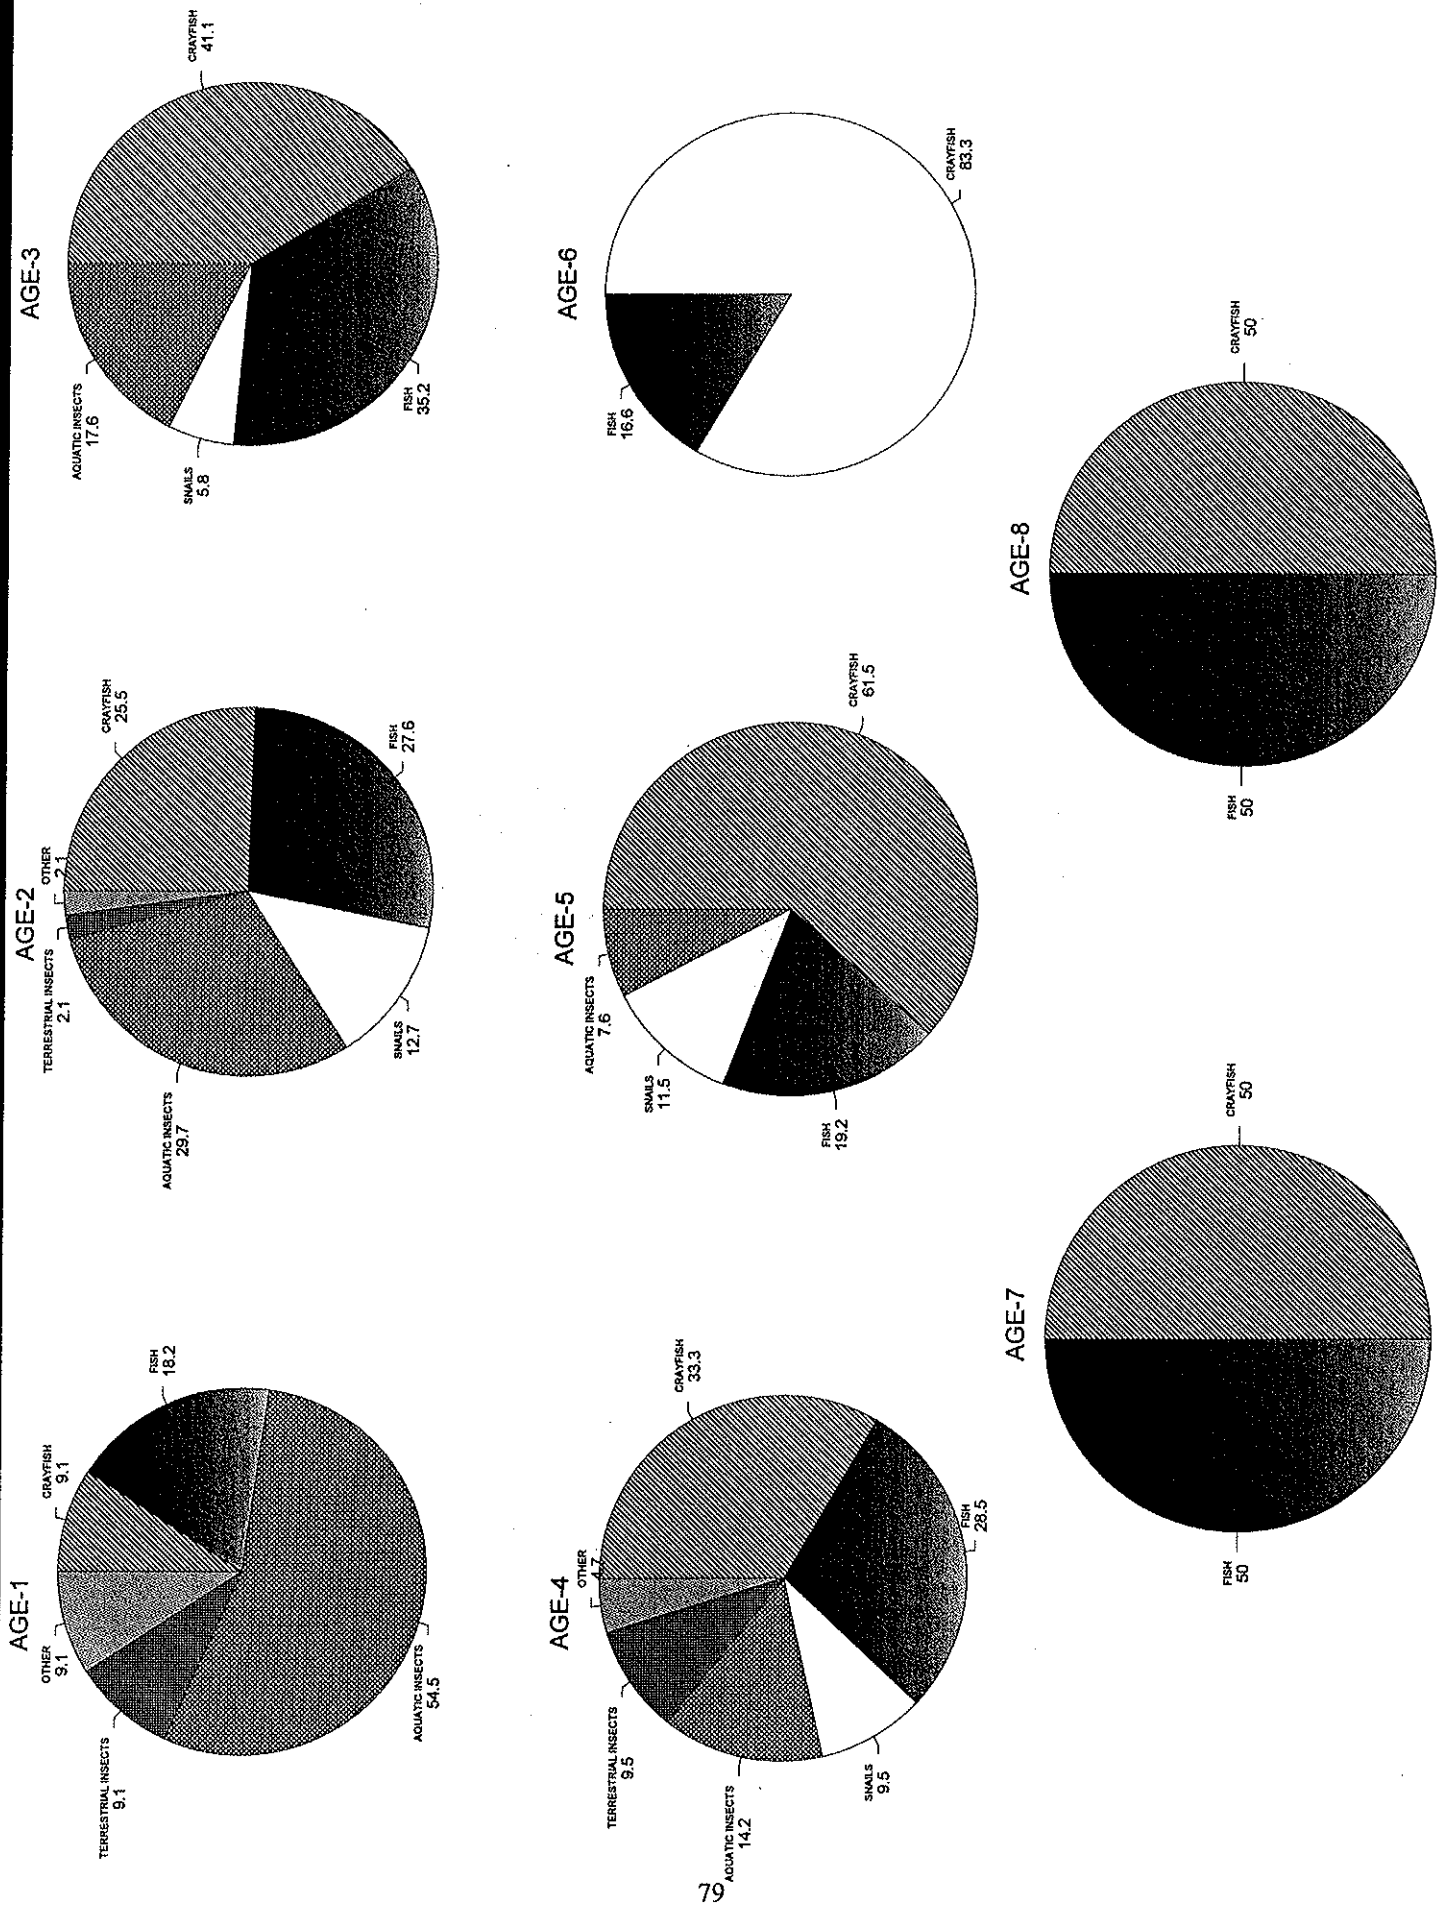 AGE-1
CRAYFISH
9.1
FISH
18.2
AQUATIC INSECTS
54.5
TERRESTRIAL INSECTS
9.1
OTHER
9.1
AGE-2
CRAYFISH
25.5
FISH
27.6
SNAILS
12.7
AQUATIC INSECTS
29.7
TERRESTRIAL INSECTS
2.1
OTHER
2.1
AGE-3
CRAYFISH
41.1
FISH
35.2
SNAILS
5.8
AQUATIC INSECTS
17.6
AGE-4
CRAYFISH
33.3
FISH
28.5
SNAILS
9.5
AQUATIC INSECTS
14.2
TERRESTRIAL INSECTS
9.5
OTHER
4.7
AGE-5
CRAYFISH
61.5
FISH
19.2
SNAILS
11.5
AQUATIC INSECTS
7.6
AGE-6
CRAYFISH
83.3
FISH
16.6
AGE-7
CRAYFISH
50
FISH
50
AGE-8
CRAYFISH
50
FISH
50
79